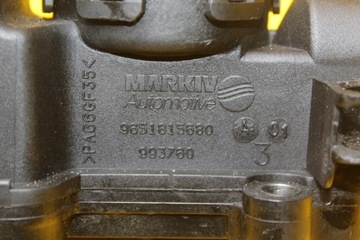 MARKIV
Automotive
9651815680
A 01
993760
3
>PA66GF35<